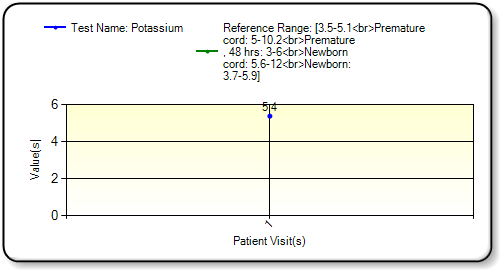 Test Name: Potassium
Reference Range: [3.5-5.1<br>Premature
cord: 5-10.2<br>Premature
, 48 hrs: 3-6<br>Newborn
cord: 5.6-12<br>Newborn:
3.7-5.9]
6
4
2
0
Value(s)
5.4
1
Patient Visit(s)